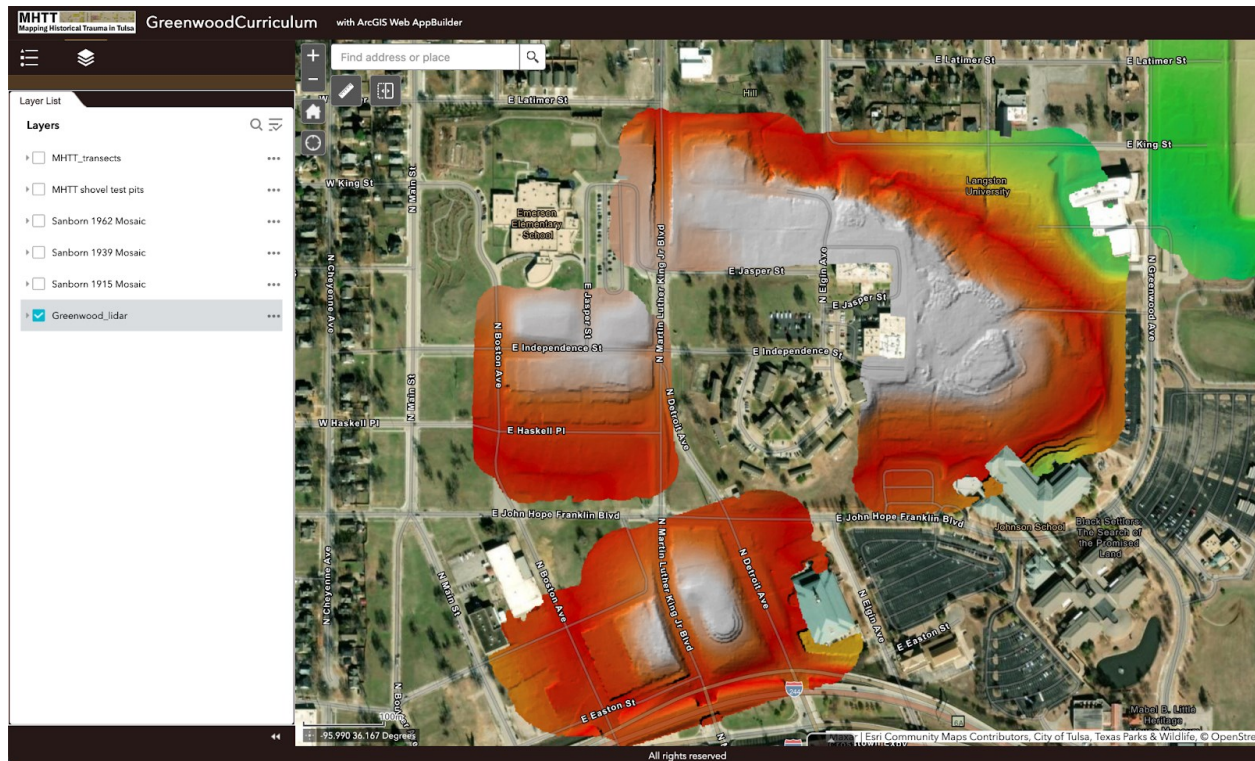 MHTT
Mapping Historical Trauma in Tulsa
GreenwoodCurriculum
with ArcGIS Web AppBuilder
Layer List
Layers
MHTT_transects
MHTT shovel test pits
Sanborn 1962 Mosaic
Sanborn 1939 Mosaic
Sanborn 1915 Mosaic
Greenwood_lidar
+
Find address or place
−
E Latimer St
E Latimer St
Hill
E Latimer St
E King St
W King St
N Main St
Langston
University
Emerson
Elementary
School
N Martin Luther King Jr Blvd
E Jasper St
N Elgin Ave
N Greenwood Ave
N Cheyenne Ave
E Jasper St
E Jasper St
N Boston Ave
E Independence St
E Independence St
N Main St
N Detroit Ave
W Haskell Pl
E Haskell Pl
E John Hope Franklin Blvd
E John Hope Franklin Blvd
Johnson School
Black Settlers:
The Search of
the Promised
Land
N Cheyenne Ave
N Main St
N Boston Ave
N Martin Luther King Jr Blvd
N Detroit Ave
N Elgin Ave
E Easton St
244
E Easton St
100m
Mabel B. Little
Heritage
-95.990 36.167 Degrees
Maxar | Esri Community Maps Contributors, City of Tulsa, Texas Parks & Wildlife, © OpenStre
All rights reserved